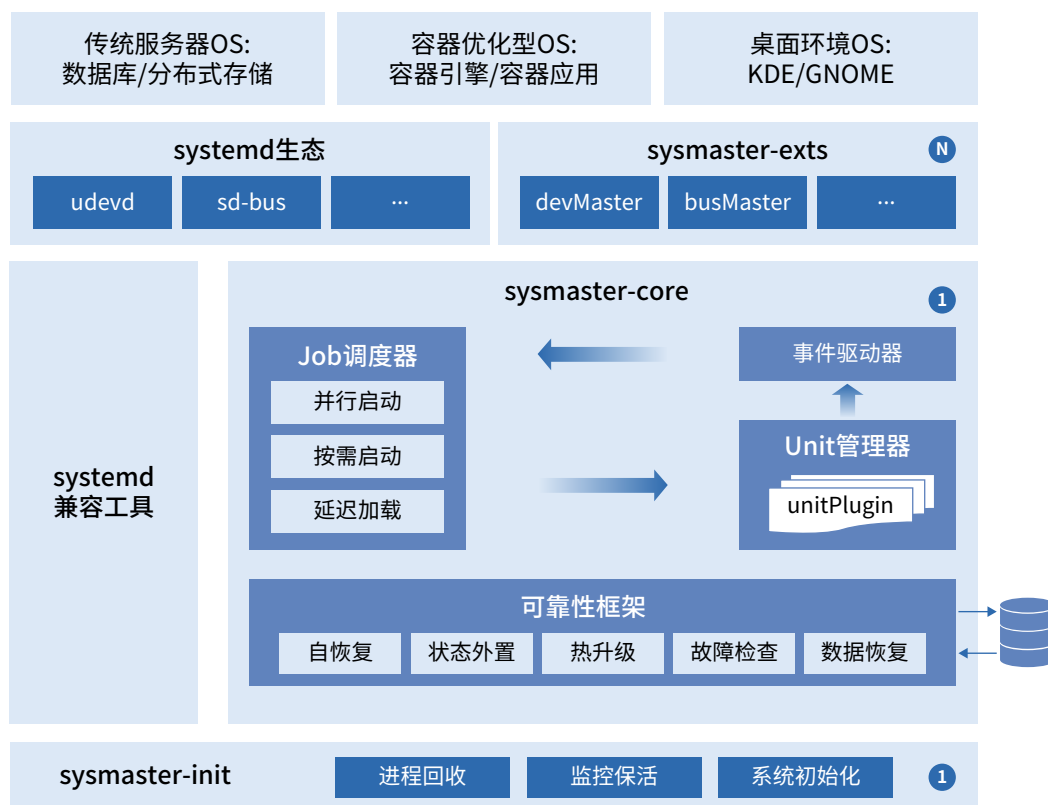 传统服务器OS:
数据库/分布式存储
容器优化型OS:
容器引擎/容器应用
桌面环境OS:
KDE/GNOME
systemd生态
udevd
sd-bus
...
sysmaster-exts
N
devMaster
busMaster
...
systemd
兼容工具
sysmaster-core
1
Job调度器
并行启动
按需启动
延迟加载
事件驱动器
Unit管理器
unitPlugin
可靠性框架
自恢复
状态外置
热升级
故障检查
数据恢复
sysmaster-init
进程回收
监控保活
系统初始化
1